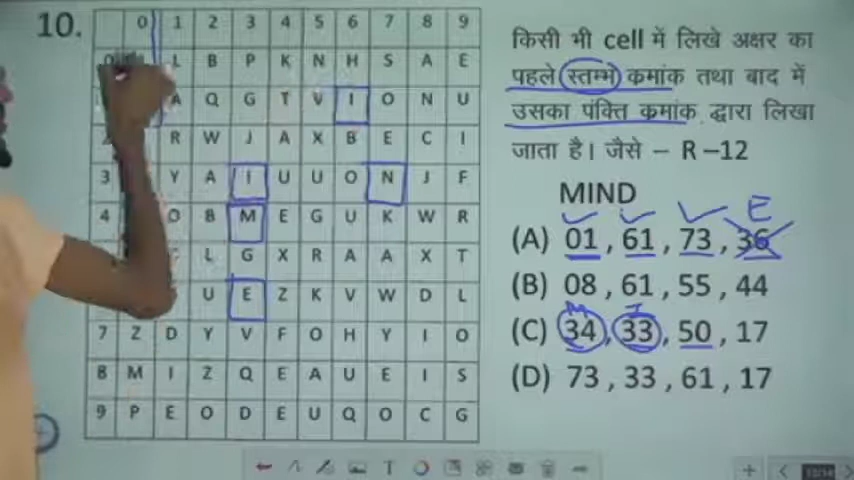 10.
0 1 2 3 4 5 6 7 8 9
L B P K N H S A E
A Q G T V I O N U
R W J A X B E C I
3 Y A I U U O N J F
4 O B M E G U K W R
L G X R A A X T
U E Z K V W D L
7 Z D Y V F O H Y I O
8 M I Z Q E A U E I S
9 P E O D E U Q O C G
किसी भी cell में लिखे अक्षर का
पहले स्तम्भ क्रमांक तथा बाद में
उसका पंक्ति क्रमांक द्वारा लिखा
जाता है। जैसे – R –12
MIND
E
(A) 01 , 61 , 73 , 36
(B) 08 , 61 , 55 , 44
M I
(C) 34 , 33 , 50 , 17
(D) 73 , 33 , 61 , 17